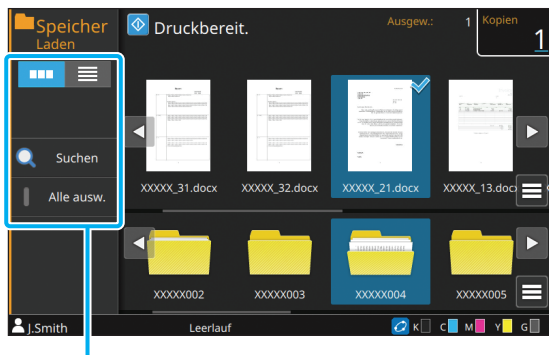 Speicher
Laden
Druckbereit.
Ausgew.: 1
Kopien
1
Suchen
Alle ausw.
XXXXX_31.docx
XXXXX_32.docx
XXXXX_21.docx
XXXXX_13.doc
XXXXX002
XXXXX003
XXXXX004
XXXXX005
J.Smith
Leerlauf
K C M Y G